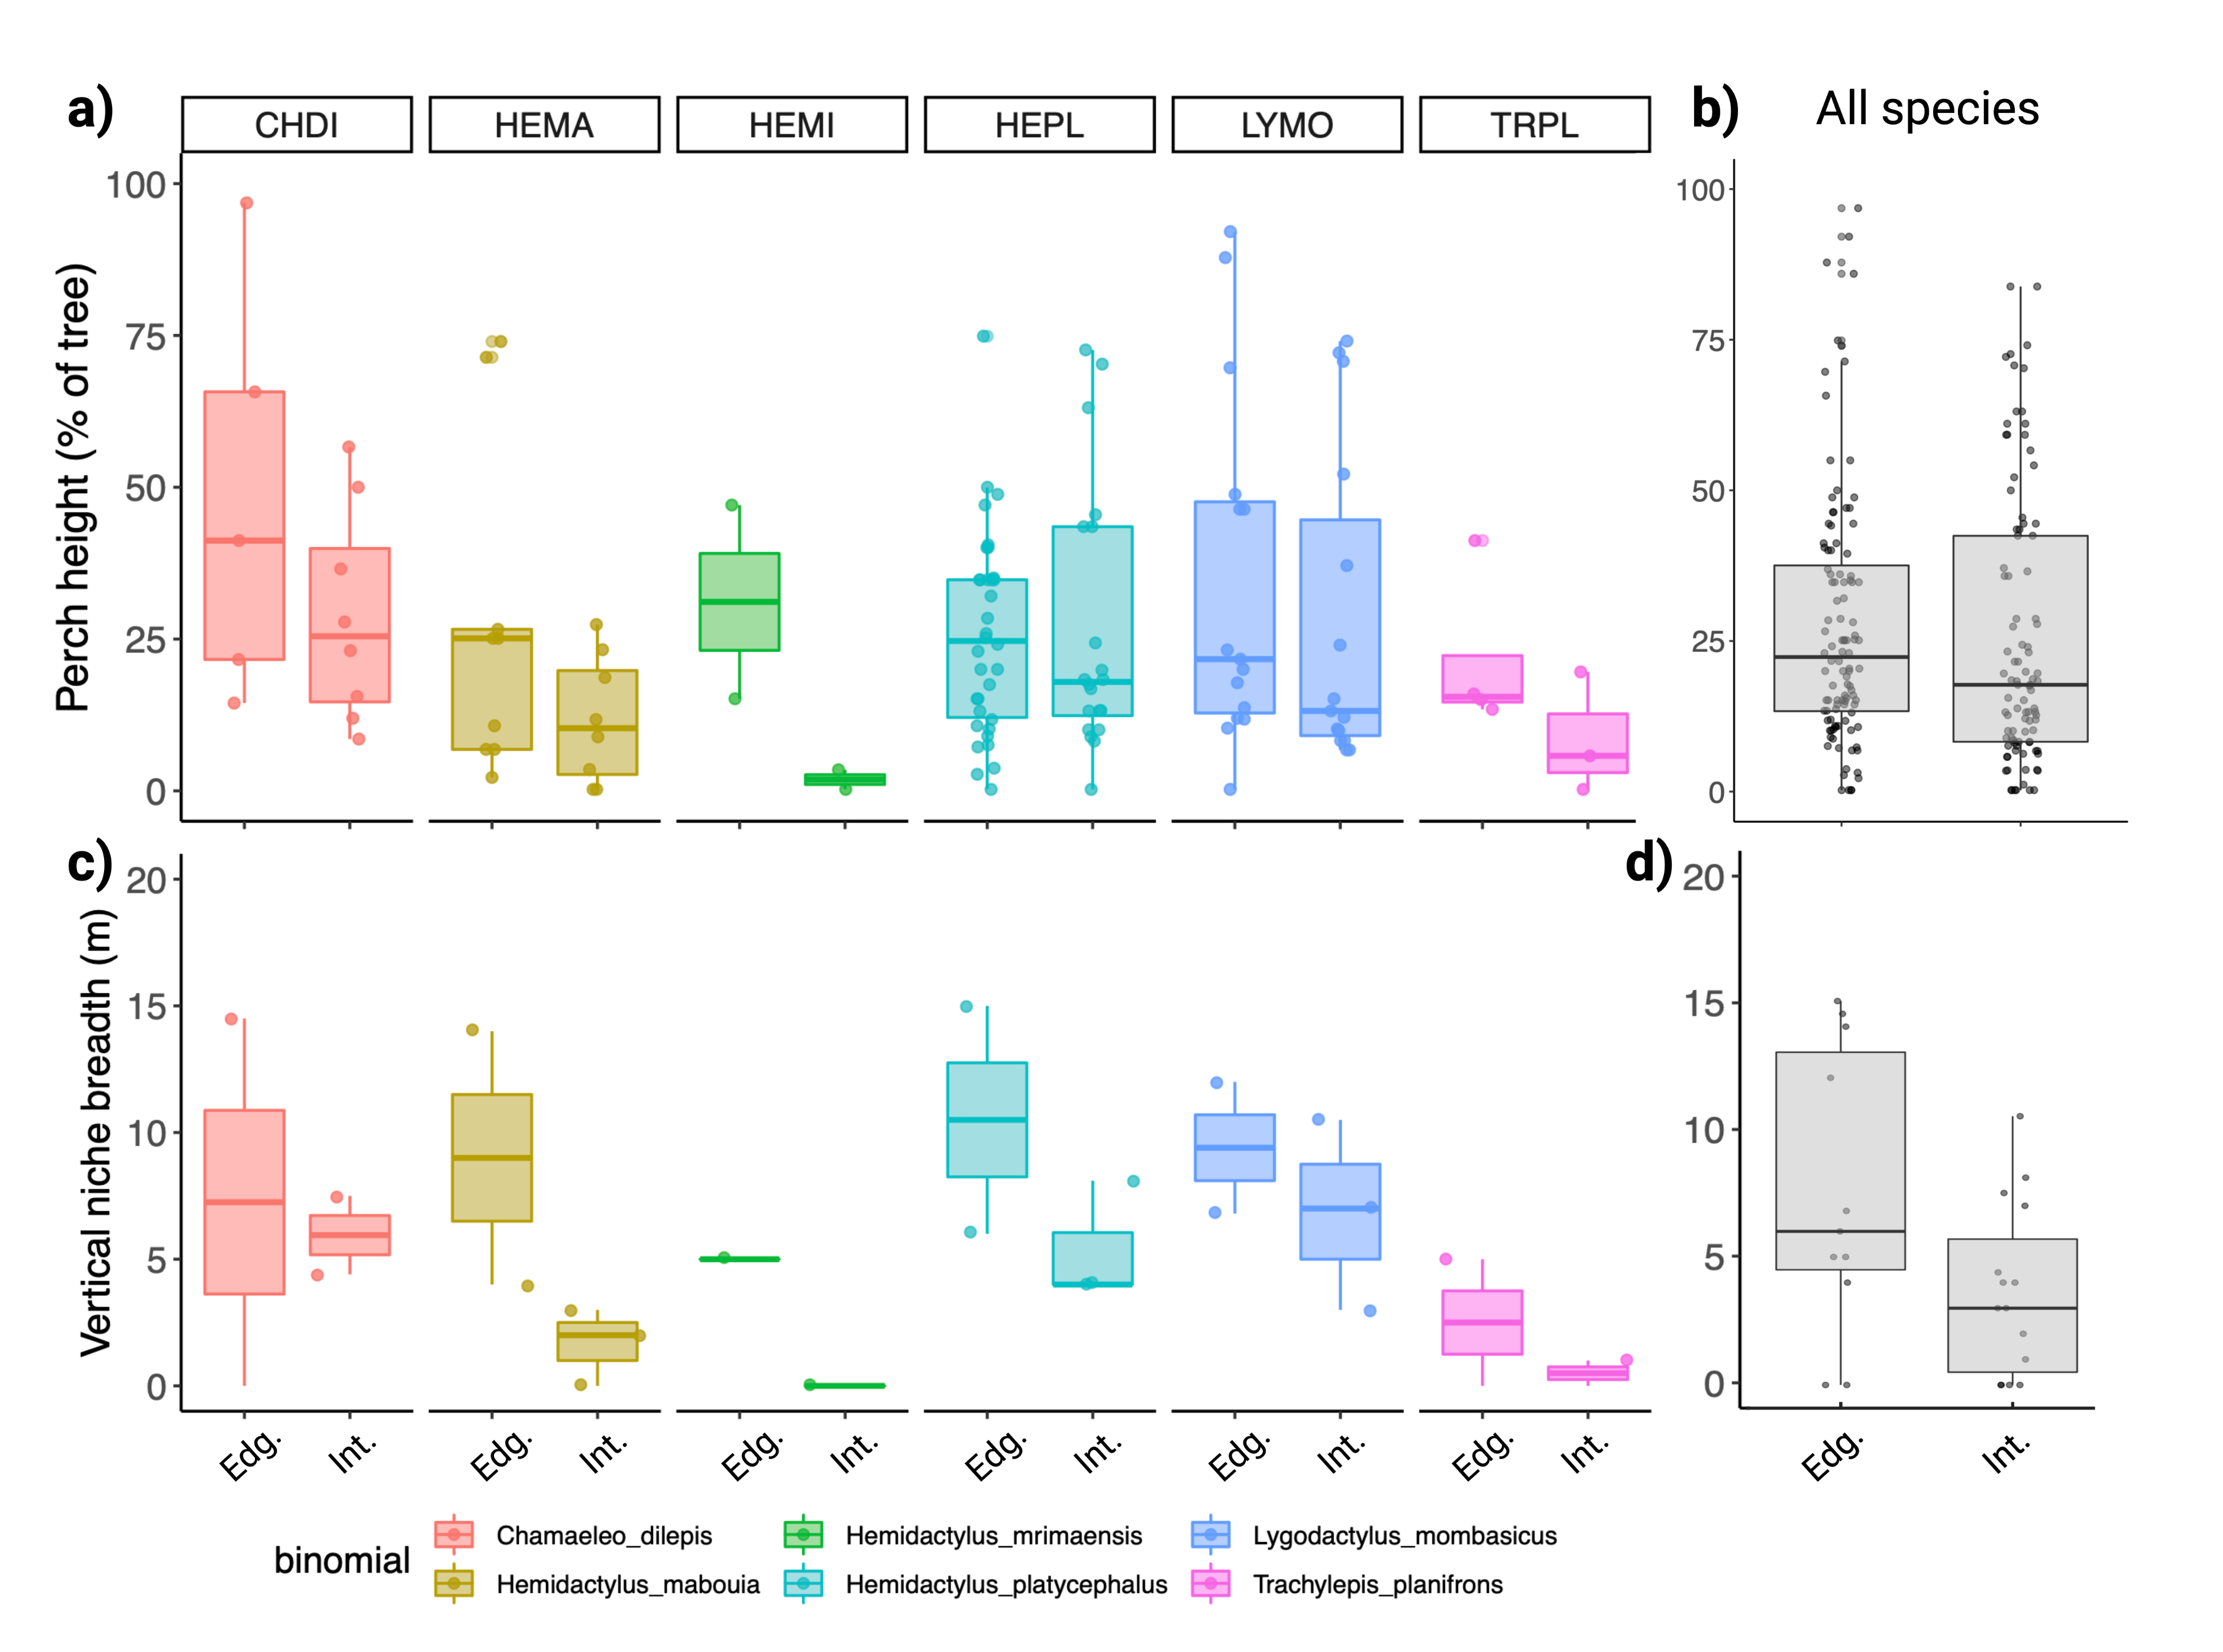 a)
CHDI HEMA HEMI HEPL LYMO TRPL
b) All species
Perch height (% of tree)
100
75
50
25
0
100
75
50
25
0
c)
Vertical niche breadth (m)
20
15
10
5
0
d)
20
15
10
5
0
Edg. Int. Edg. Int. Edg. Int. Edg. Int. Edg. Int. Edg. Int. Edg. Int.
binomial
Chamaeleo_dilepis Hemidactylus_mrimaensis Lygodactylus_mombasicus
Hemidactylus_mabouia Hemidactylus_platycephalus Trachylepis_planifrons